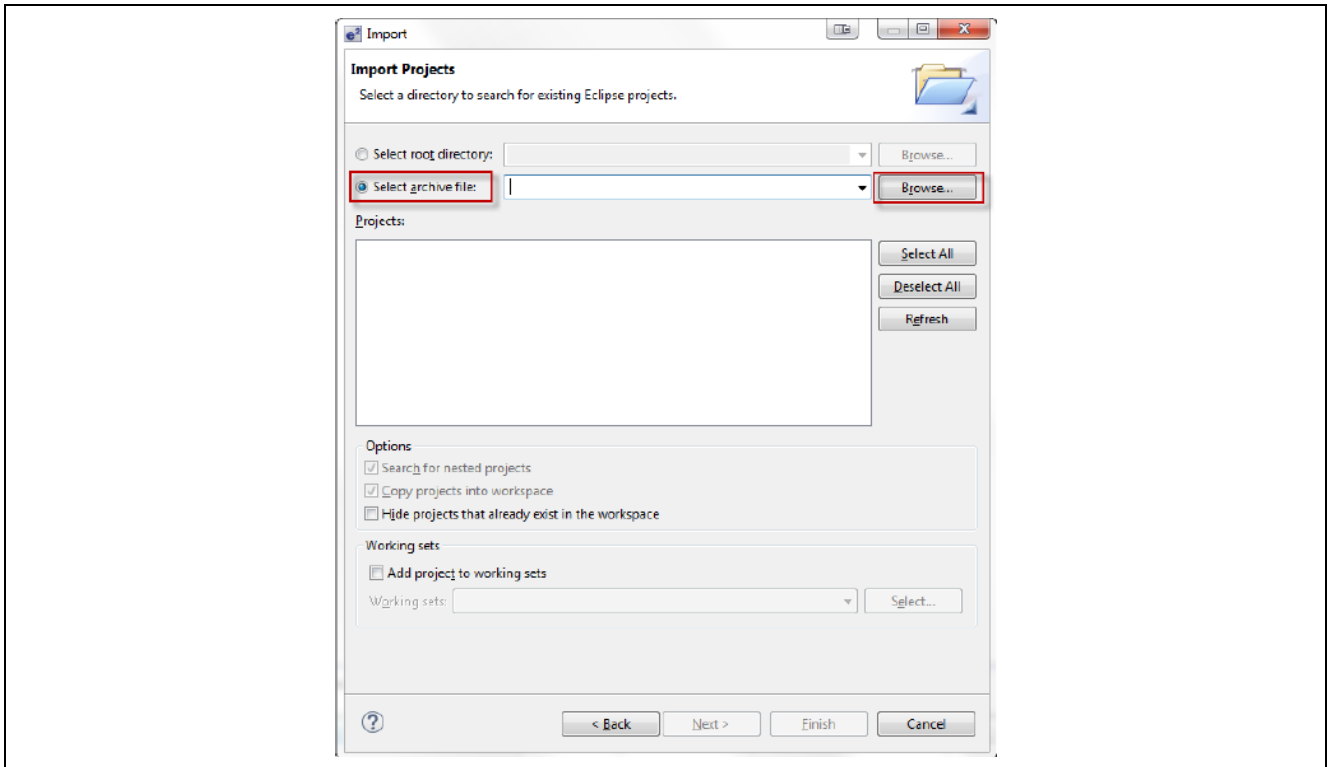 e² Import
Import Projects
Select a directory to search for existing Eclipse projects.
Select root directory:
Browse...
Select archive file:
Browse...
Projects:
Select All
Deselect All
Refresh
Options
Search for nested projects
Copy projects into workspace
Hide projects that already exist in the workspace
Working sets
Add project to working sets
Working sets:
Select...
?
< Back
Next >
Finish
Cancel